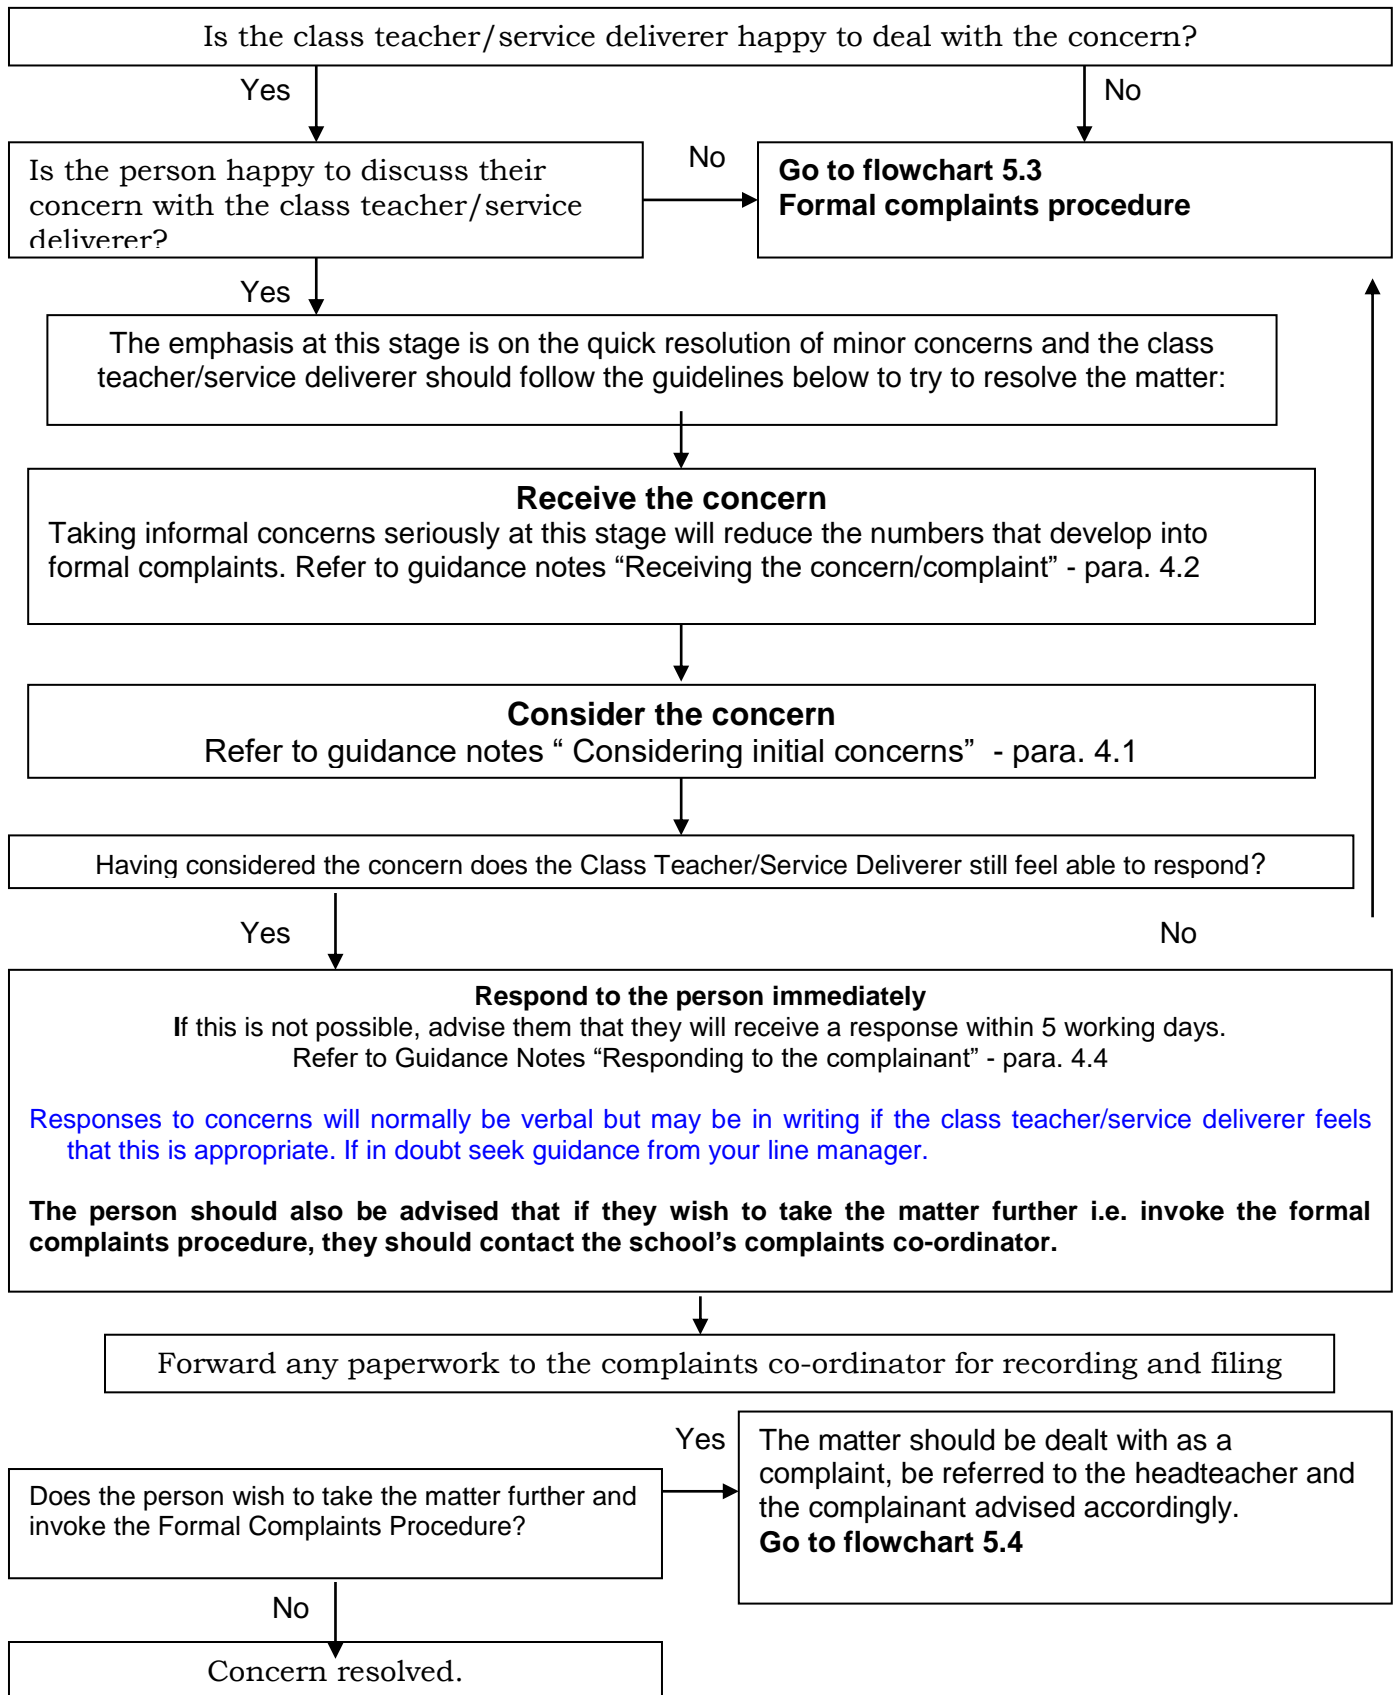 Is the class teacher/service deliverer happy to deal with the concern?
Yes
No
Is the person happy to discuss their
concern with the class teacher/service
deliverer?
No
Go to flowchart 5.3
Formal complaints procedure
Yes
The emphasis at this stage is on the quick resolution of minor concerns and the class
teacher/service deliverer should follow the guidelines below to try to resolve the matter:
Receive the concern
Taking informal concerns seriously at this stage will reduce the numbers that develop into
formal complaints. Refer to guidance notes “Receiving the concern/complaint” - para. 4.2
Consider the concern
Refer to guidance notes “ Considering initial concerns”  - para. 4.1
Having considered the concern does the Class Teacher/Service Deliverer still feel able to respond?
Yes
No
Respond to the person immediately
If this is not possible, advise them that they will receive a response within 5 working days.
Refer to Guidance Notes “Responding to the complainant” - para. 4.4
Responses to concerns will normally be verbal but may be in writing if the class teacher/service deliverer feels
that this is appropriate. If in doubt seek guidance from your line manager.
The person should also be advised that if they wish to take the matter further i.e. invoke the formal
complaints procedure, they should contact the school’s complaints co-ordinator.
Forward any paperwork to the complaints co-ordinator for recording and filing
Does the person wish to take the matter further and
invoke the Formal Complaints Procedure?
Yes
The matter should be dealt with as a
complaint, be referred to the headteacher and
the complainant advised accordingly.
Go to flowchart 5.4
No
Concern resolved.